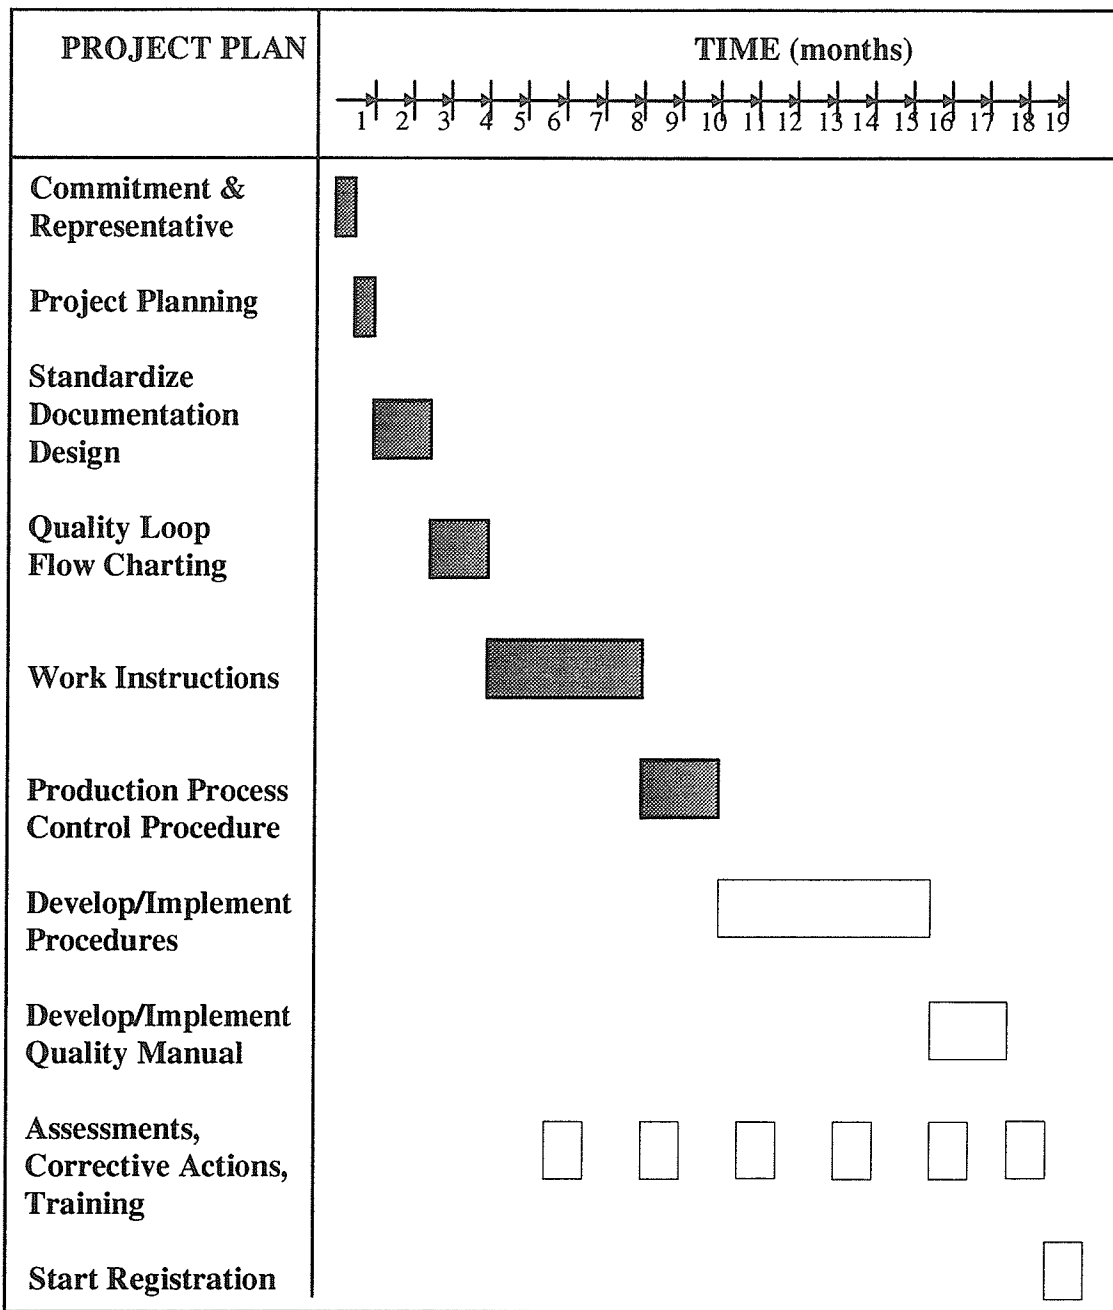 PROJECT PLAN
TIME (months)
1 2 3 4 5 6 7 8 9 10 11 12 13 14 15 16 17 18 19
Commitment &
Representative
Project Planning
Standardize
Documentation
Design
Quality Loop
Flow Charting
Work Instructions
Production Process
Control Procedure
Develop/Implement
Procedures
Develop/Implement
Quality Manual
Assessments,
Corrective Actions,
Training
Start Registration